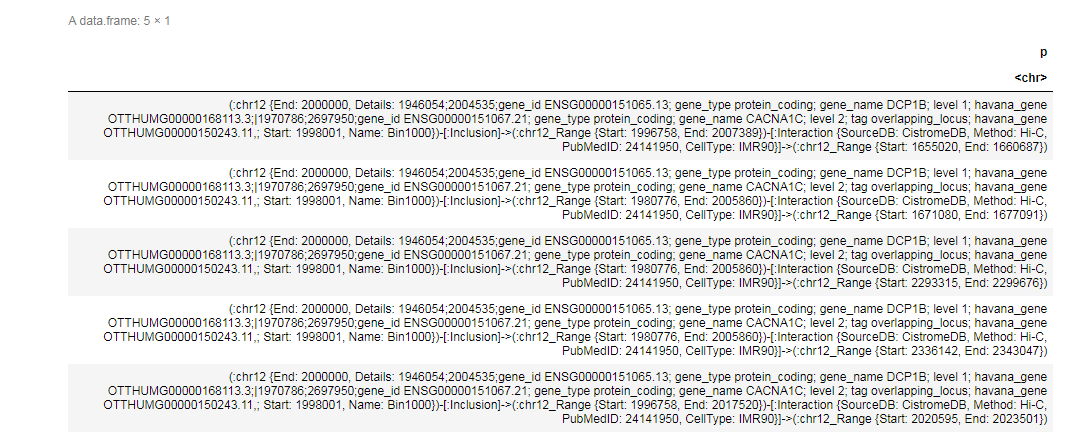 A data.frame: 5 × 1
p
<chr>
(:chr12 {End: 2000000, Details: 1946054;2004535;gene_id ENSG00000151065.13; gene_type protein_coding; gene_name DCP1B; level 1; havana_gene
OTTHUMG00000168113.3;|1970786;2697950;gene_id ENSG00000151067.21; gene_type protein_coding; gene_name CACNA1C; level 2; tag overlapping_locus; havana_gene
OTTHUMG00000150243.11,; Start: 1998001, Name: Bin1000})-[:Inclusion]->(:chr12_Range {Start: 1996758, End: 2007389})-[:Interaction {SourceDB: CistromeDB, Method: Hi-C,
PubMedID: 24141950, CellType: IMR90}]->(:chr12_Range {Start: 1655020, End: 1660687})
(:chr12 {End: 2000000, Details: 1946054;2004535;gene_id ENSG00000151065.13; gene_type protein_coding; gene_name DCP1B; level 1; havana_gene
OTTHUMG00000168113.3;|1970786;2697950;gene_id ENSG00000151067.21; gene_type protein_coding; gene_name CACNA1C; level 2; tag overlapping_locus; havana_gene
OTTHUMG00000150243.11,; Start: 1998001, Name: Bin1000})-[:Inclusion]->(:chr12_Range {Start: 1980776, End: 2005860})-[:Interaction {SourceDB: CistromeDB, Method: Hi-C,
PubMedID: 24141950, CellType: IMR90}]->(:chr12_Range {Start: 1671080, End: 1677091})
(:chr12 {End: 2000000, Details: 1946054;2004535;gene_id ENSG00000151065.13; gene_type protein_coding; gene_name DCP1B; level 1; havana_gene
OTTHUMG00000168113.3;|1970786;2697950;gene_id ENSG00000151067.21; gene_type protein_coding; gene_name CACNA1C; level 2; tag overlapping_locus; havana_gene
OTTHUMG00000150243.11,; Start: 1998001, Name: Bin1000})-[:Inclusion]->(:chr12_Range {Start: 1980776, End: 2005860})-[:Interaction {SourceDB: CistromeDB, Method: Hi-C,
PubMedID: 24141950, CellType: IMR90}]->(:chr12_Range {Start: 2293315, End: 2299676})
(:chr12 {End: 2000000, Details: 1946054;2004535;gene_id ENSG00000151065.13; gene_type protein_coding; gene_name DCP1B; level 1; havana_gene
OTTHUMG00000168113.3;|1970786;2697950;gene_id ENSG00000151067.21; gene_type protein_coding; gene_name CACNA1C; level 2; tag overlapping_locus; havana_gene
OTTHUMG00000150243.11,; Start: 1998001, Name: Bin1000})-[:Inclusion]->(:chr12_Range {Start: 1980776, End: 2005860})-[:Interaction {SourceDB: CistromeDB, Method: Hi-C,
PubMedID: 24141950, CellType: IMR90}]->(:chr12_Range {Start: 2336142, End: 2343047})
(:chr12 {End: 2000000, Details: 1946054;2004535;gene_id ENSG00000151065.13; gene_type protein_coding; gene_name DCP1B; level 1; havana_gene
OTTHUMG00000168113.3;|1970786;2697950;gene_id ENSG00000151067.21; gene_type protein_coding; gene_name CACNA1C; level 2; tag overlapping_locus; havana_gene
OTTHUMG00000150243.11,; Start: 1998001, Name: Bin1000})-[:Inclusion]->(:chr12_Range {Start: 1996758, End: 2017520})-[:Interaction {SourceDB: CistromeDB, Method: Hi-C,
PubMedID: 24141950, CellType: IMR90}]->(:chr12_Range {Start: 2020595, End: 2023501})